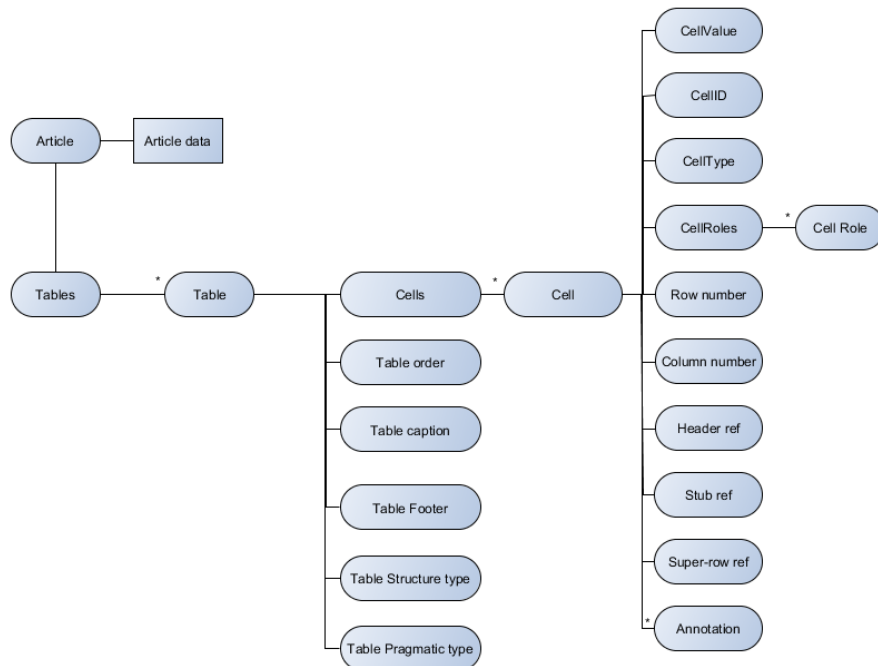 CellValue
CellID
Article
Article data
CellType
CellRoles
*
Cell Role
Tables
*
Table
Cells
*
Cell
Row number
Table order
Column number
Table caption
Header ref
Table Footer
Stub ref
Table Structure type
Super-row ref
Table Pragmatic type
*
Annotation